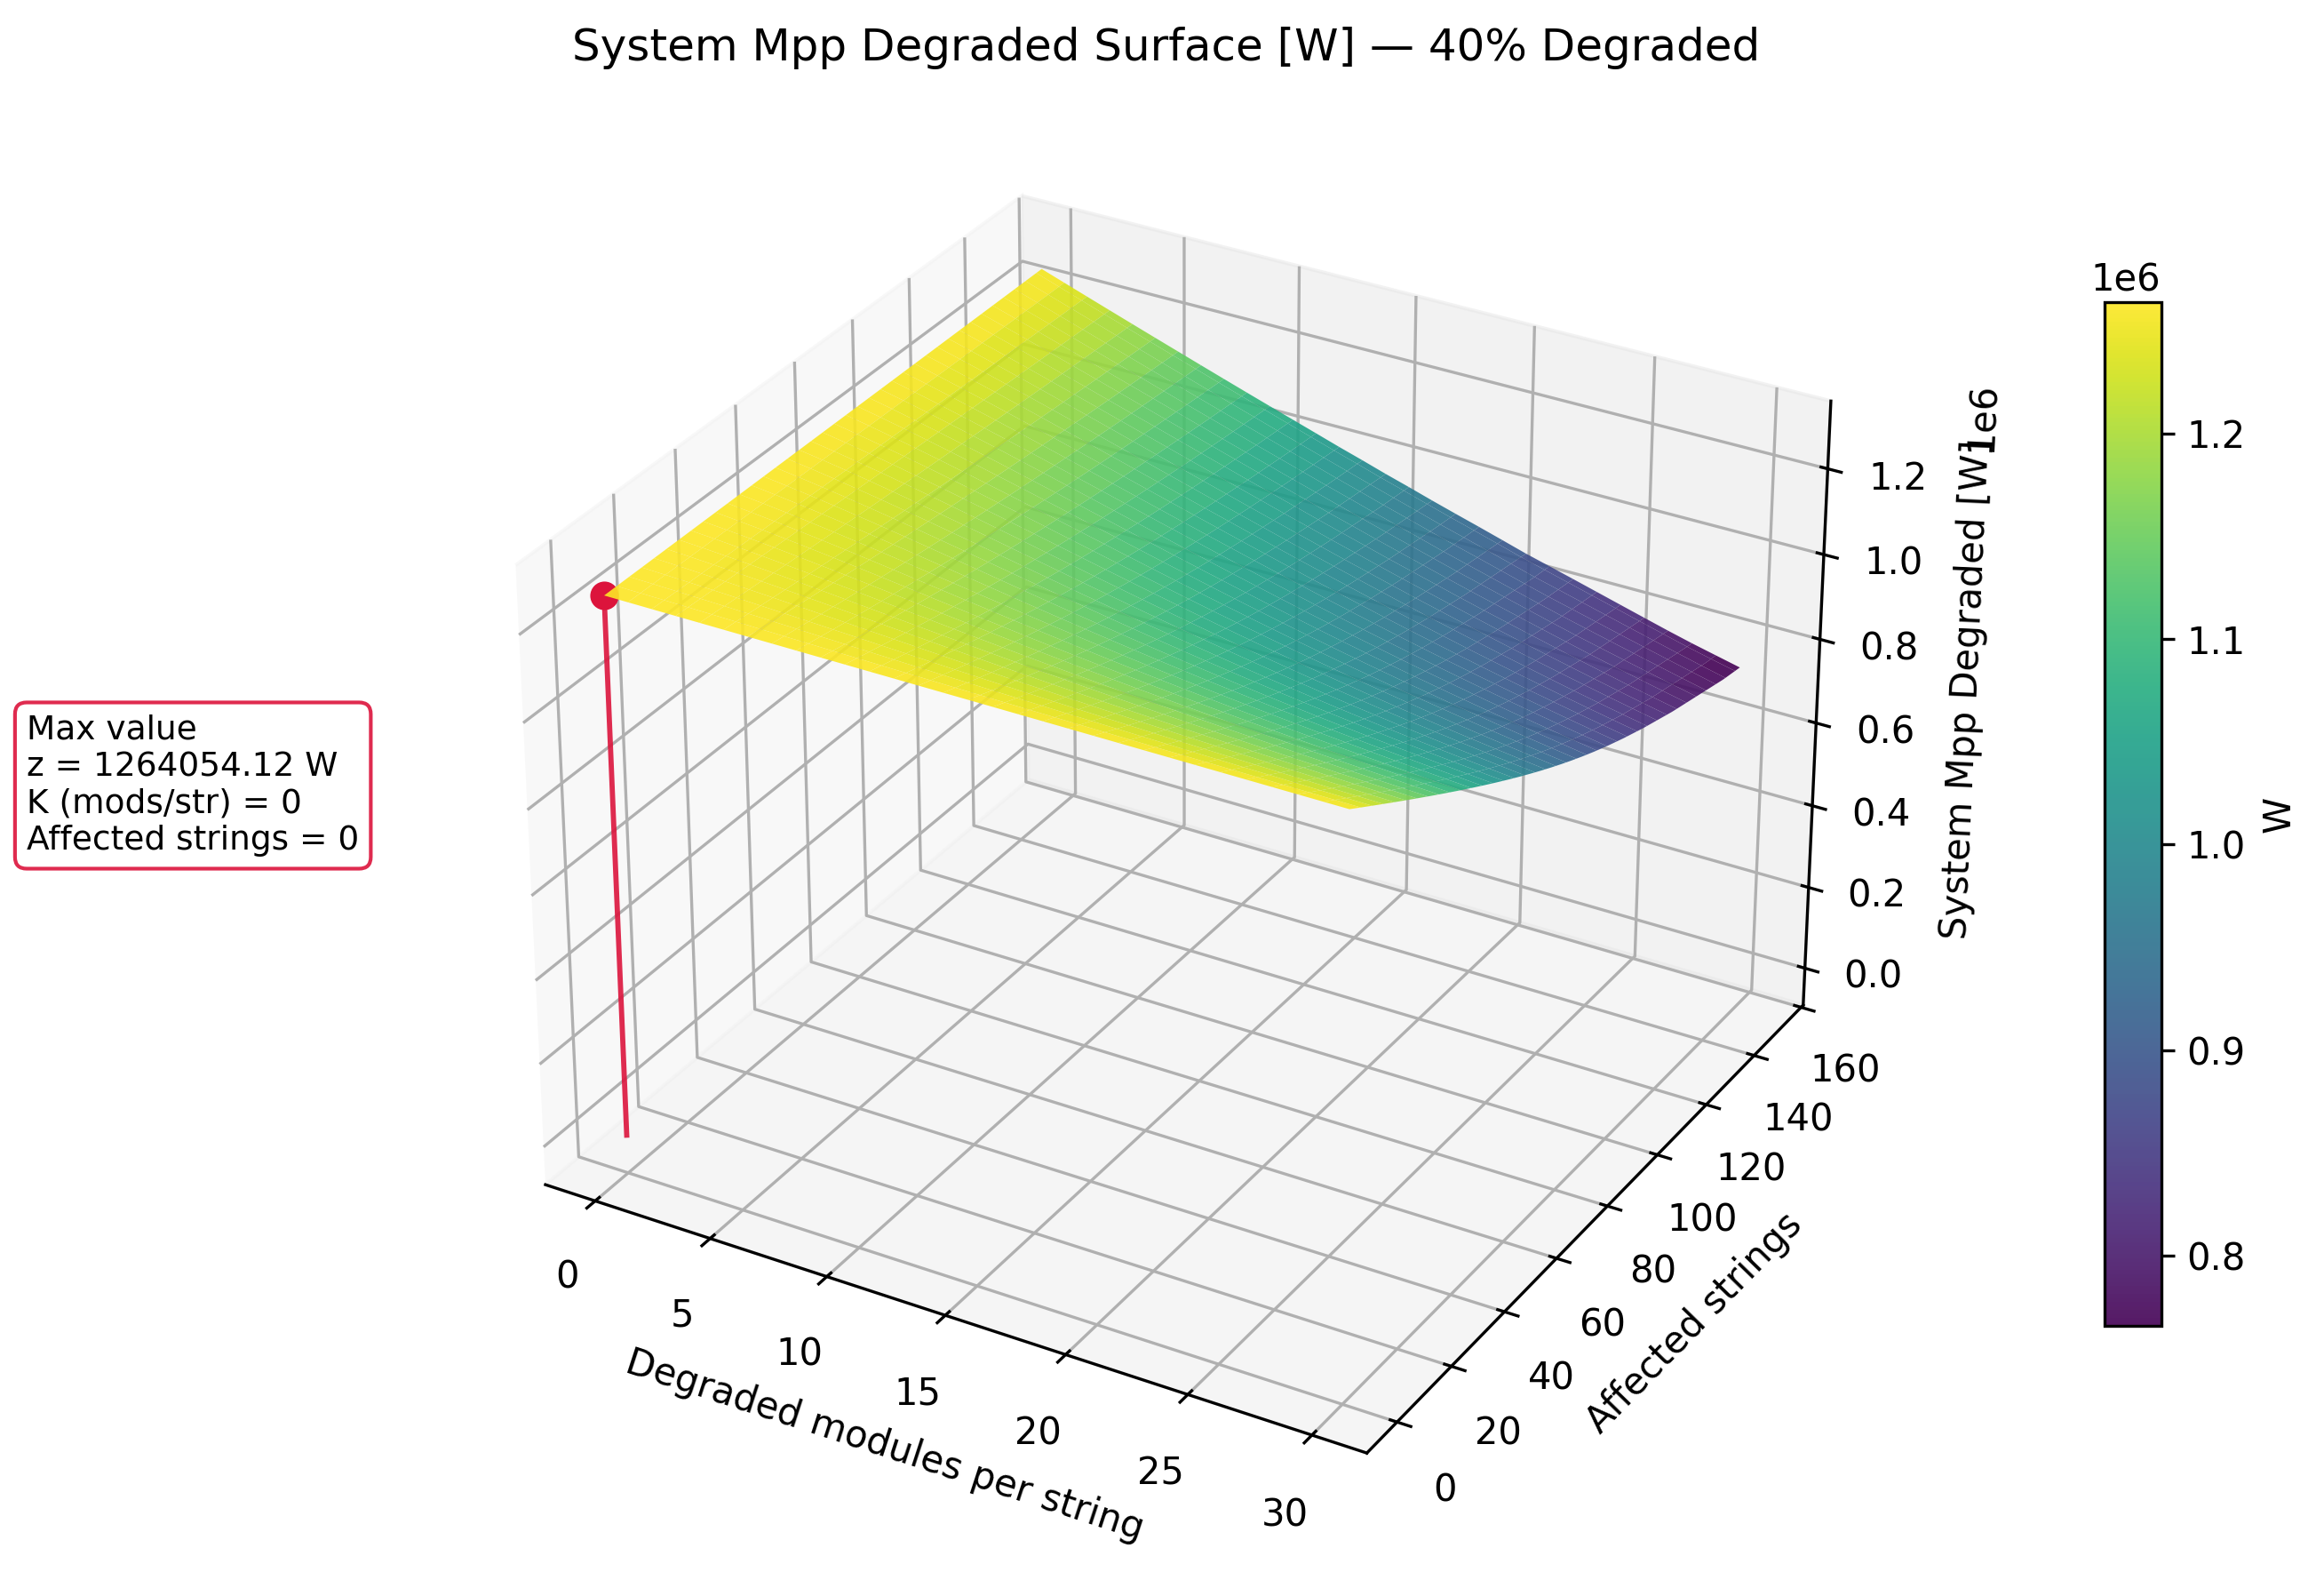 System Mpp Degraded Surface [W] — 40% Degraded
Max value
z = 1264054.12 W
K (mods/str) = 0
Affected strings = 0
0
5
10
15
20
25
30
Degraded modules per string
0
20
40
60
80
100
120
140
160
Affected strings
0.0
0.2
0.4
0.6
0.8
1.0
1.2
1e6
System Mpp Degraded [W]
1e6
1.2
1.1
1.0
0.9
0.8
W